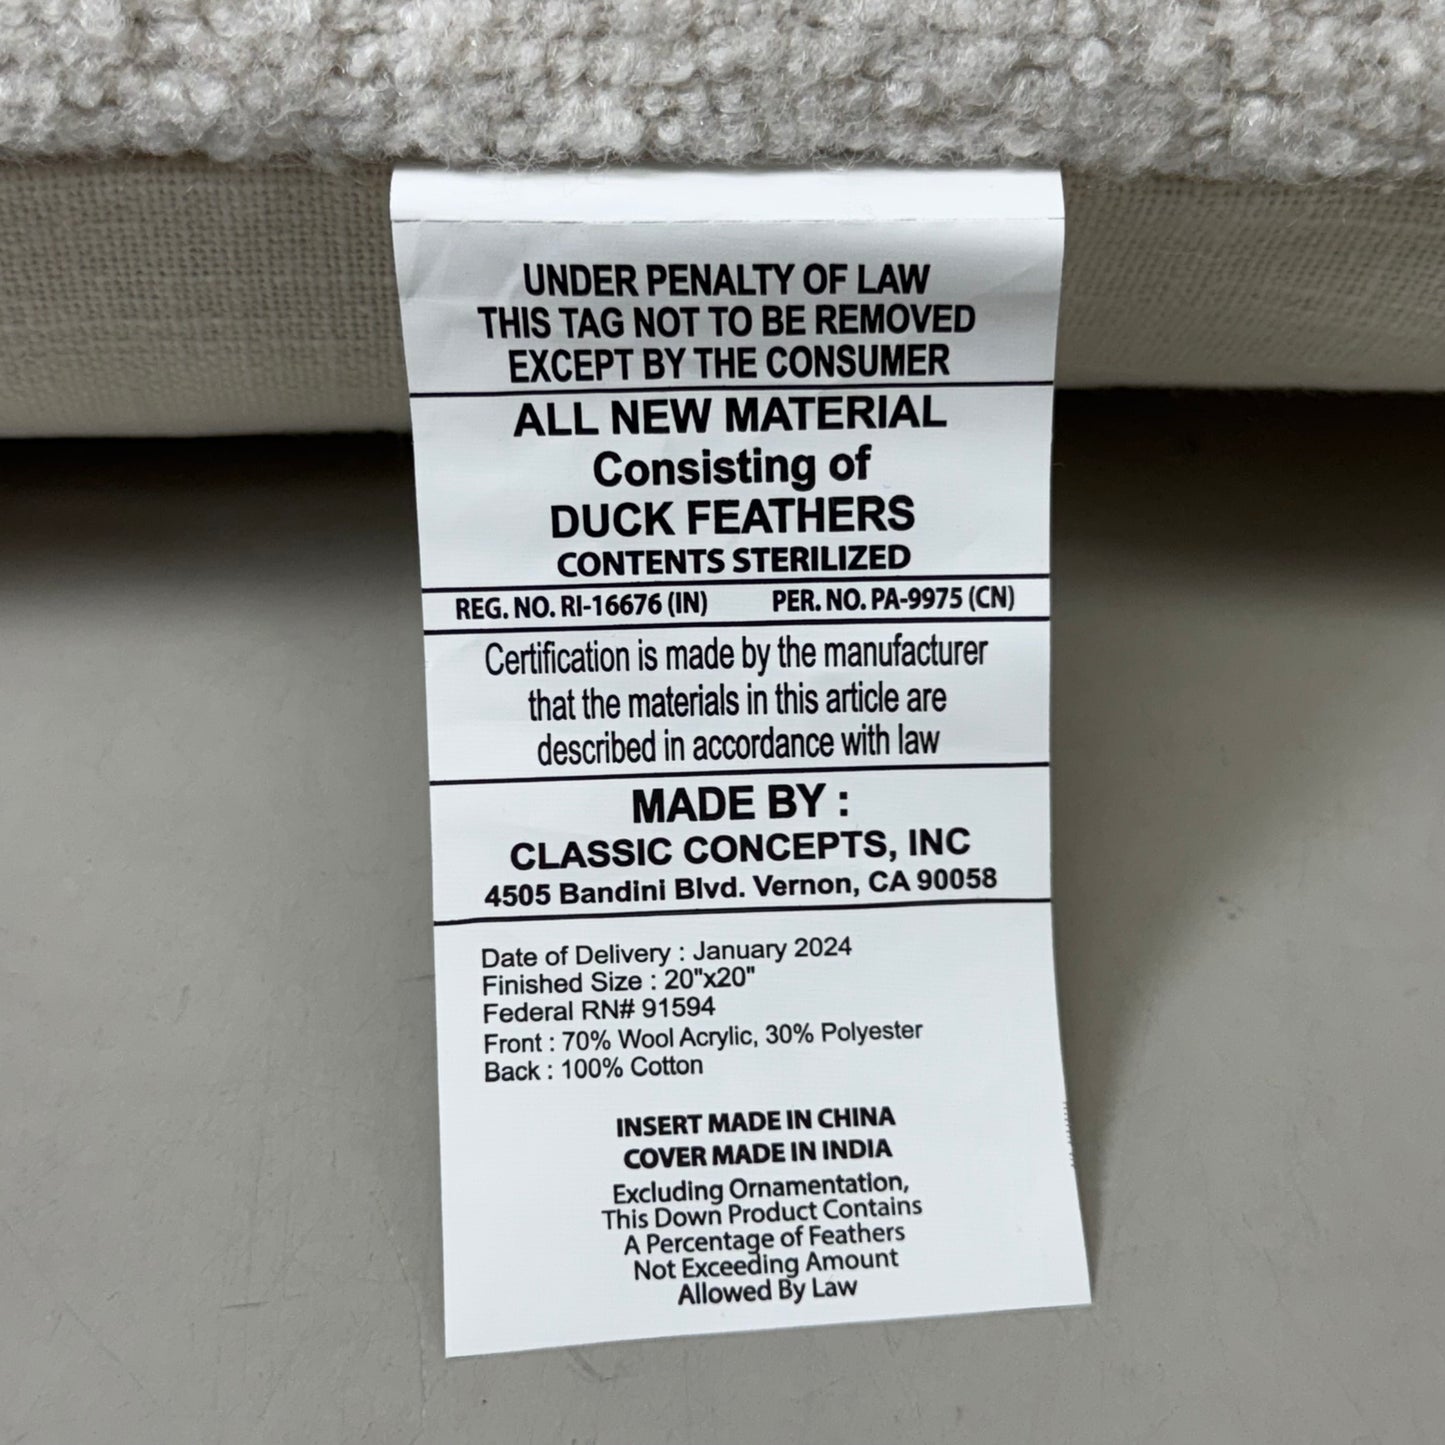 UNDER PENALTY OF LAW
THIS TAG NOT TO BE REMOVED
EXCEPT BY THE CONSUMER
ALL NEW MATERIAL
Consisting of
DUCK FEATHERS
CONTENTS STERILIZED
REG. NO. RI-16676 (IN) PER. NO. PA-9975 (CN)
Certification is made by the manufacturer
that the materials in this article are
described in accordance with law
MADE BY :
CLASSIC CONCEPTS, INC
4505 Bandini Blvd. Vernon, CA 90058
Date of Delivery : January 2024
Finished Size : 20"x20"
Federal RN# 91594
Front : 70% Wool Acrylic, 30% Polyester
Back : 100% Cotton
INSERT MADE IN CHINA
COVER MADE IN INDIA
Excluding Ornamentation,
This Down Product Contains
A Percentage of Feathers
Not Exceeding Amount
Allowed By Law